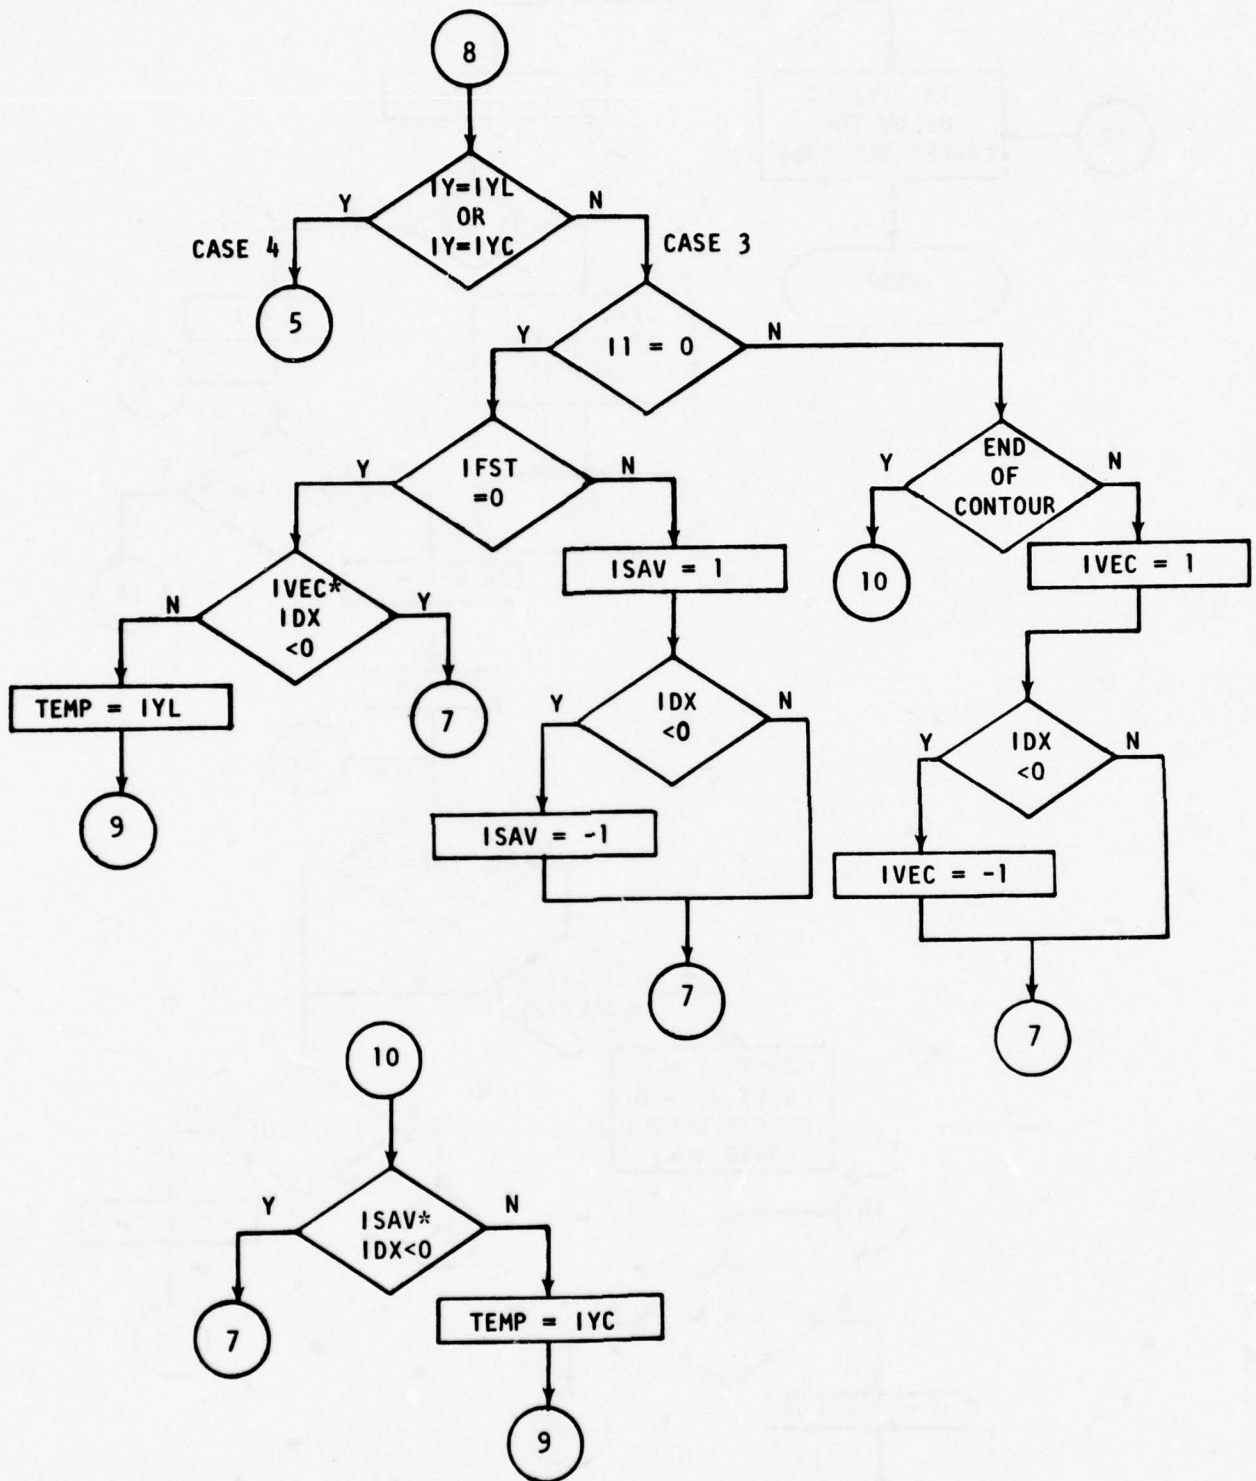 8
IY=IYL
OR
IY=IYC
Y
N
CASE 4
CASE 3
5
I1 = 0
Y
N
IFST
=0
Y
N
END
OF
CONTOUR
Y
N
IVEC*
IDX
<0
N
Y
ISAV = 1
10
IVEC = 1
TEMP = IYL
7
IDX
<0
Y
N
IDX
<0
Y
N
9
ISAV = -1
IVEC = -1
7
7
10
ISAV*
IDX<0
Y
N
7
TEMP = IYC
9